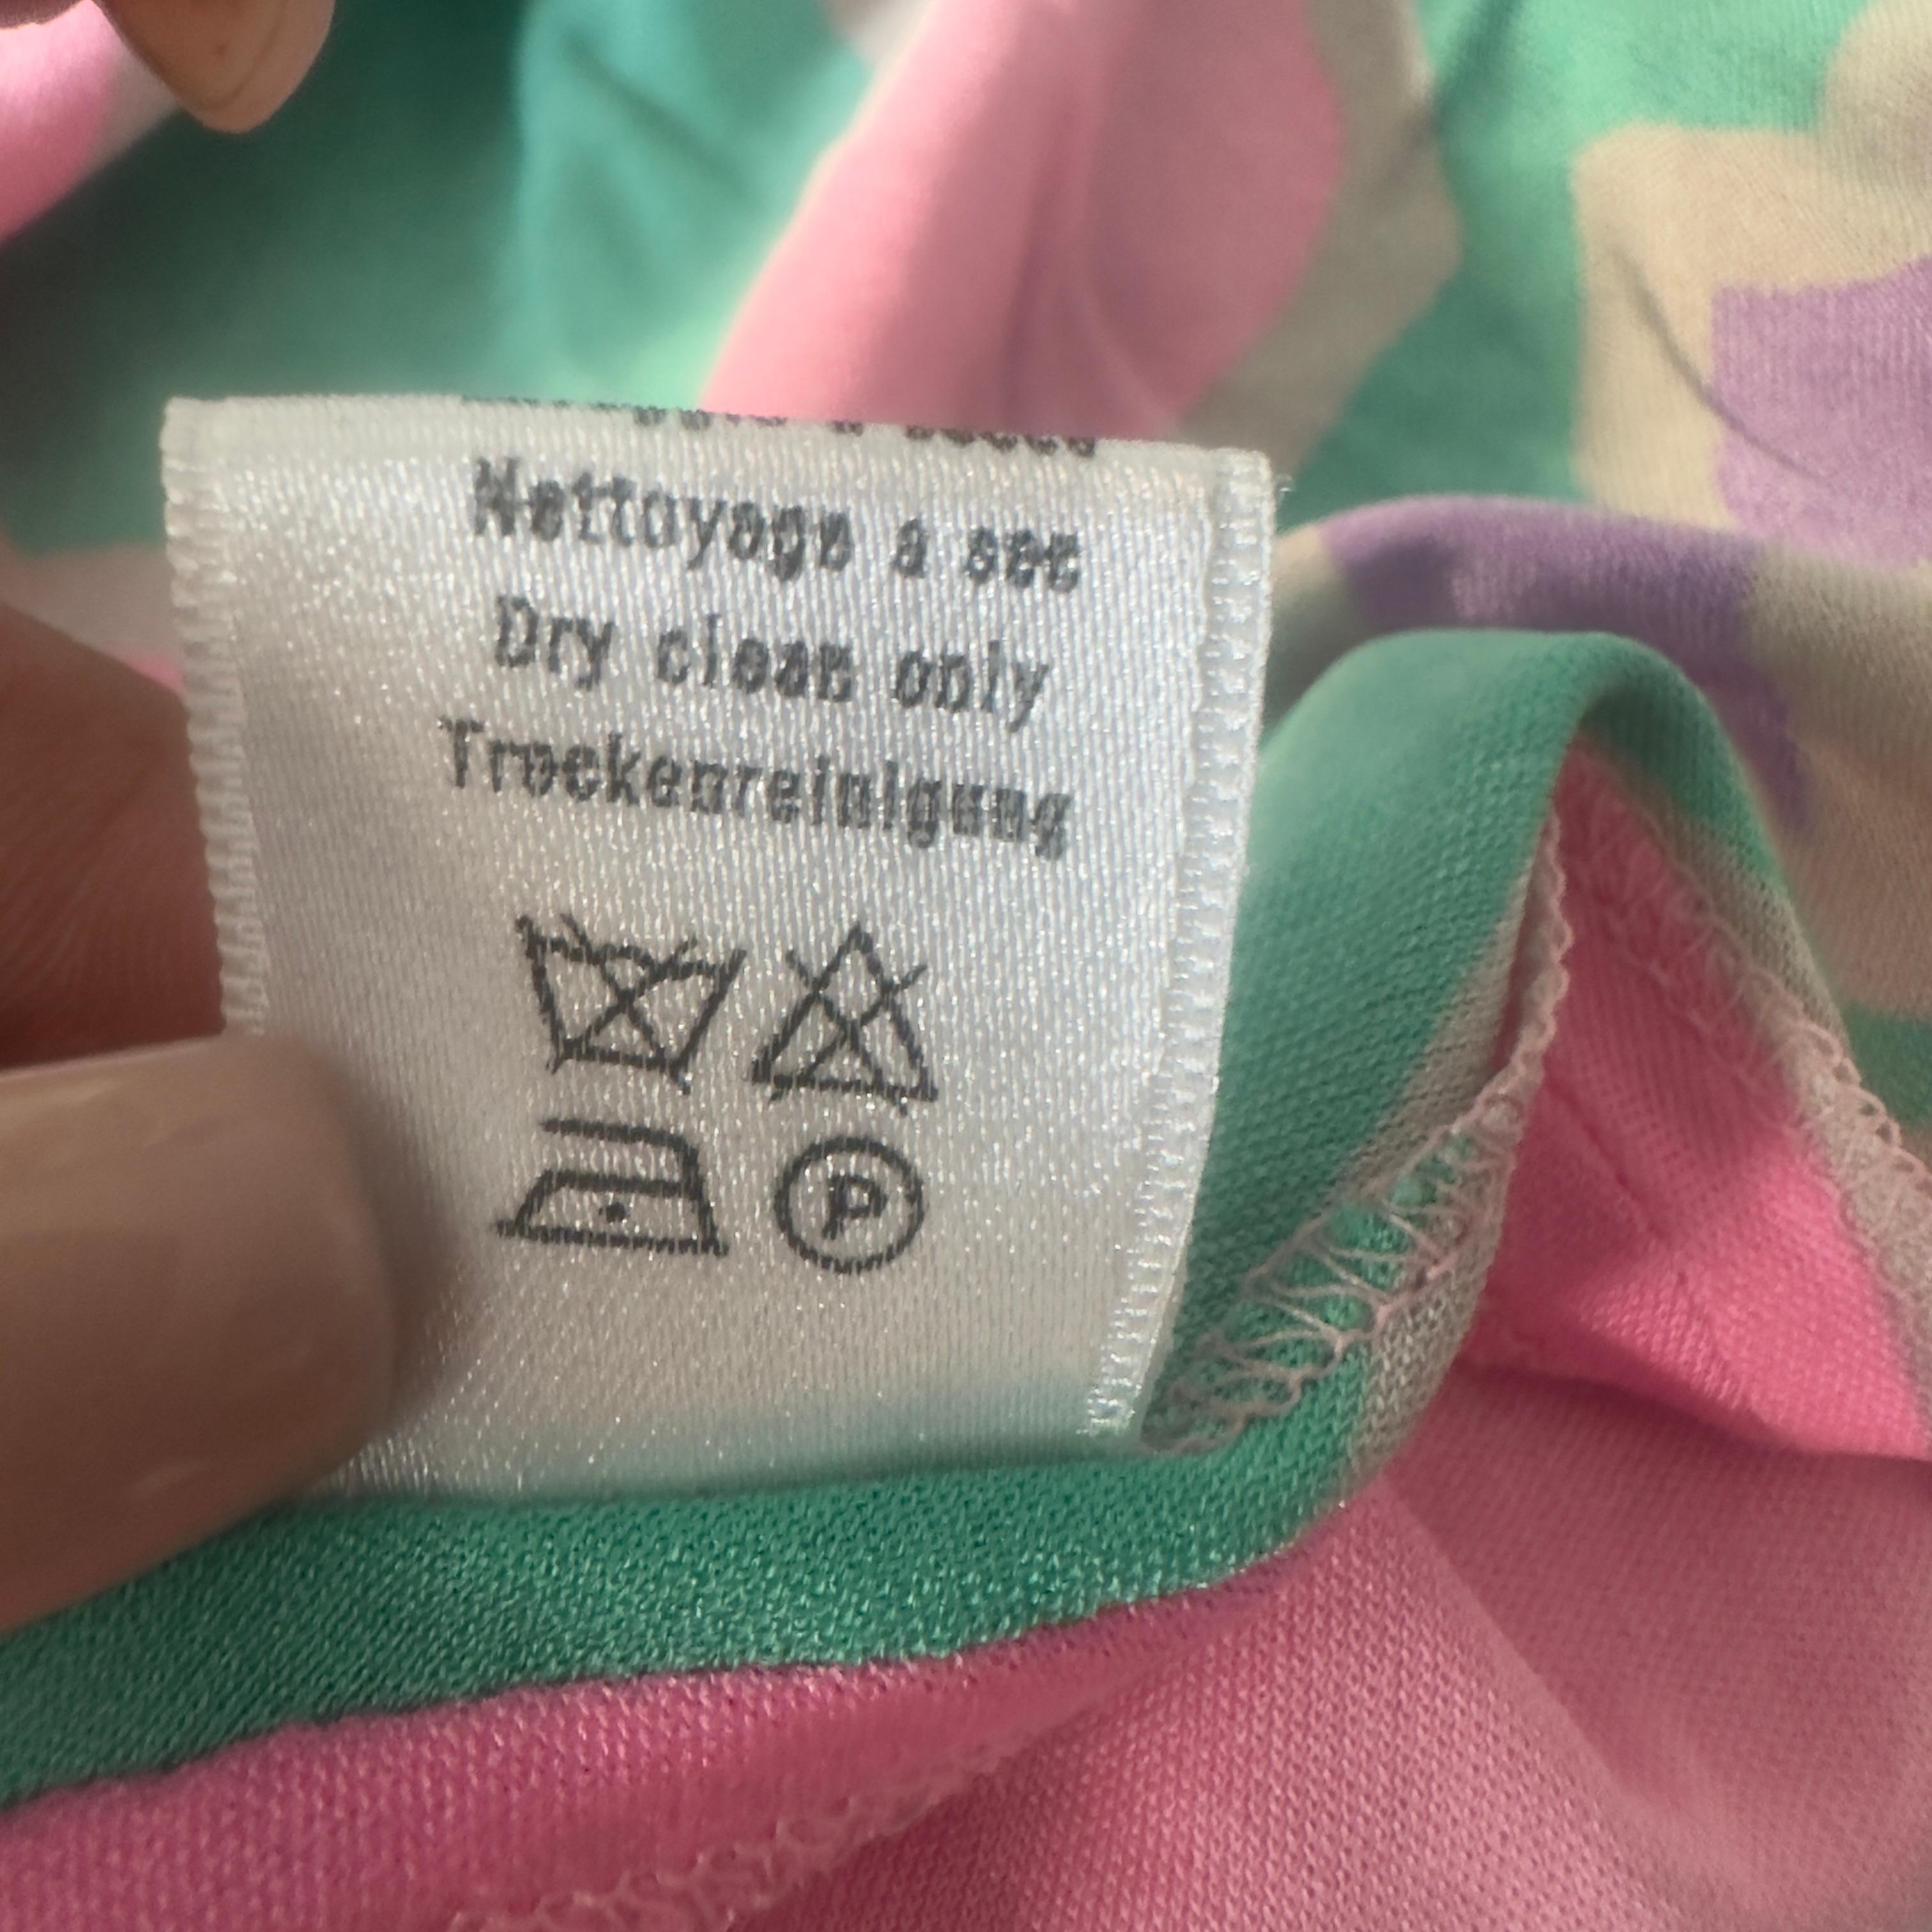 Nettoyage a sec
Dry clean only
Trockenreinigung
P